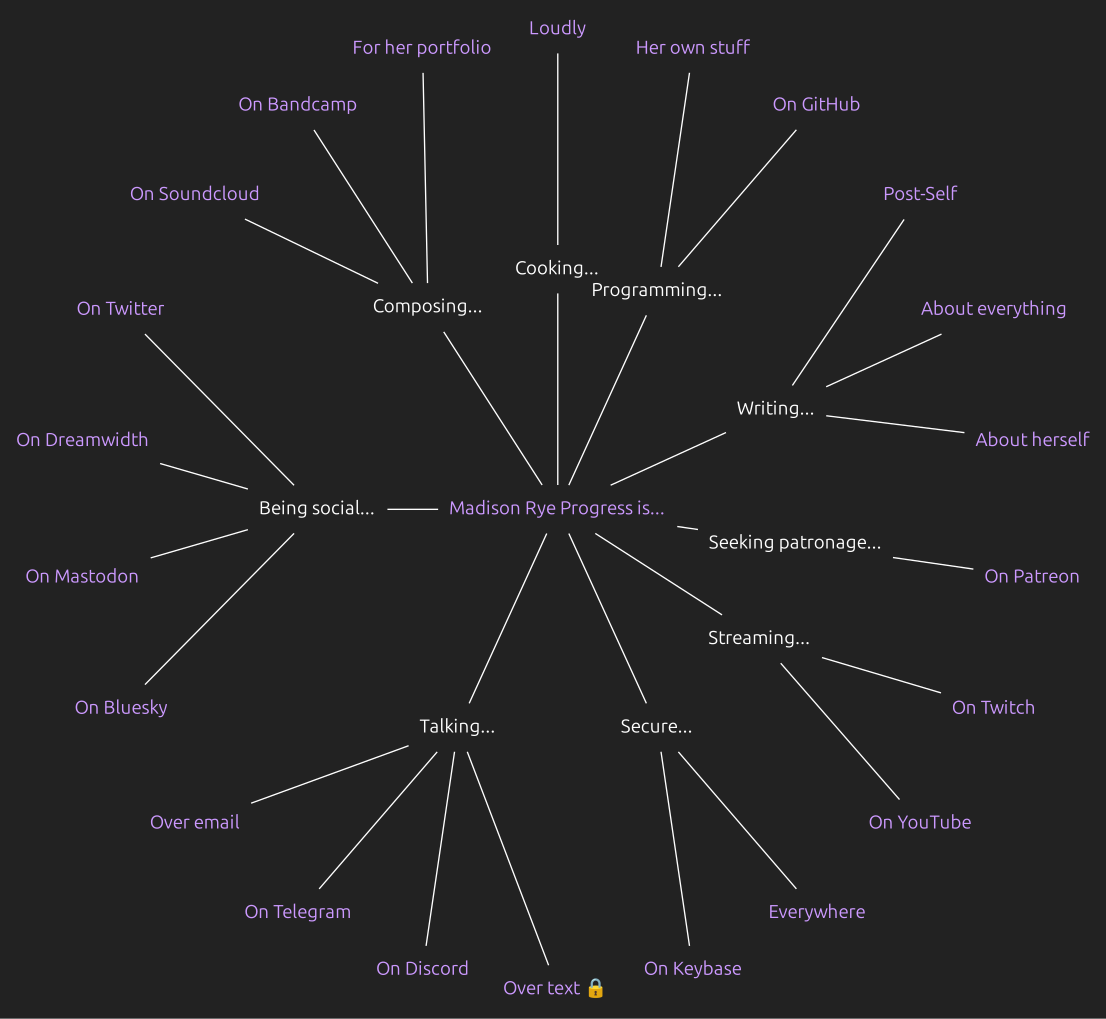 Loudly
For her portfolio
Her own stuff
On Bandcamp
On GitHub
On Soundcloud
Post-Self
Cooking...
Programming...
Composing...
On Twitter
About everything
Writing...
On Dreamwidth
About herself
Being social...
Madison Rye Progress is...
Seeking patronage...
On Mastodon
On Patreon
Streaming...
On Bluesky
On Twitch
Talking...
Secure...
Over email
On YouTube
On Telegram
Everywhere
On Discord
On Keybase
Over text 🔒